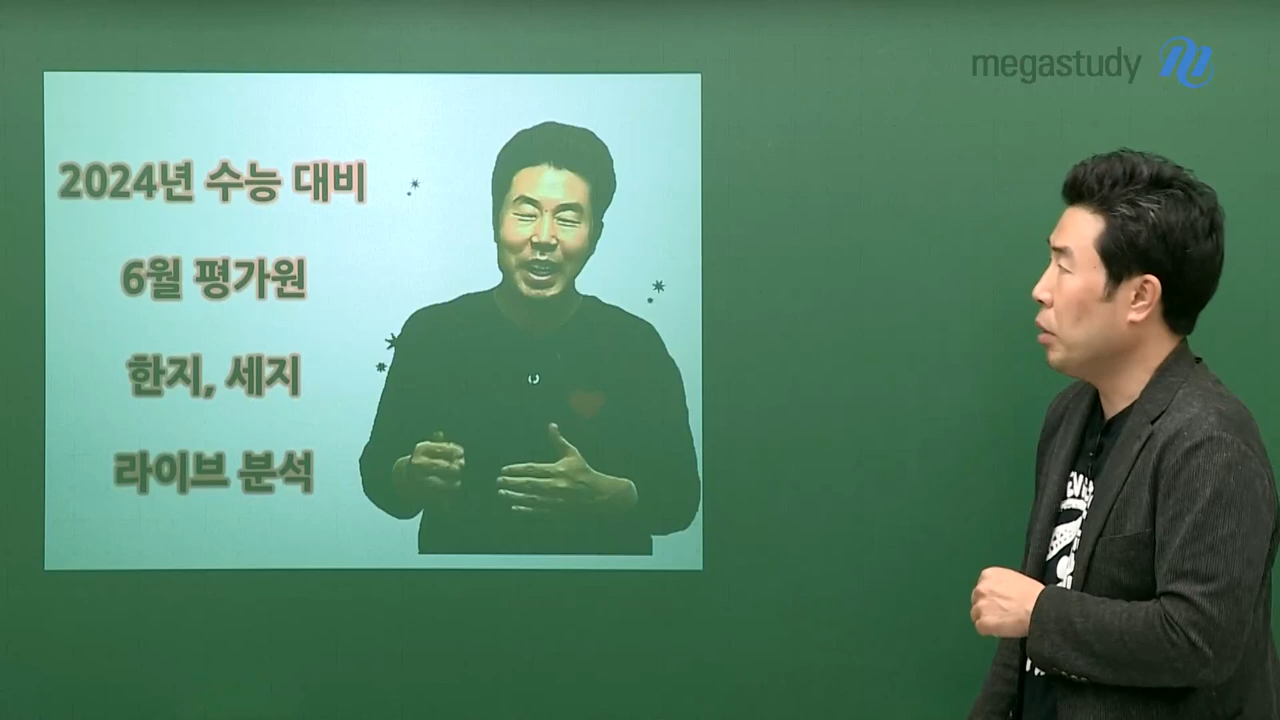 megastudy
2024년 수능 대비
6월 평가원
한지, 세지
라이브 분석